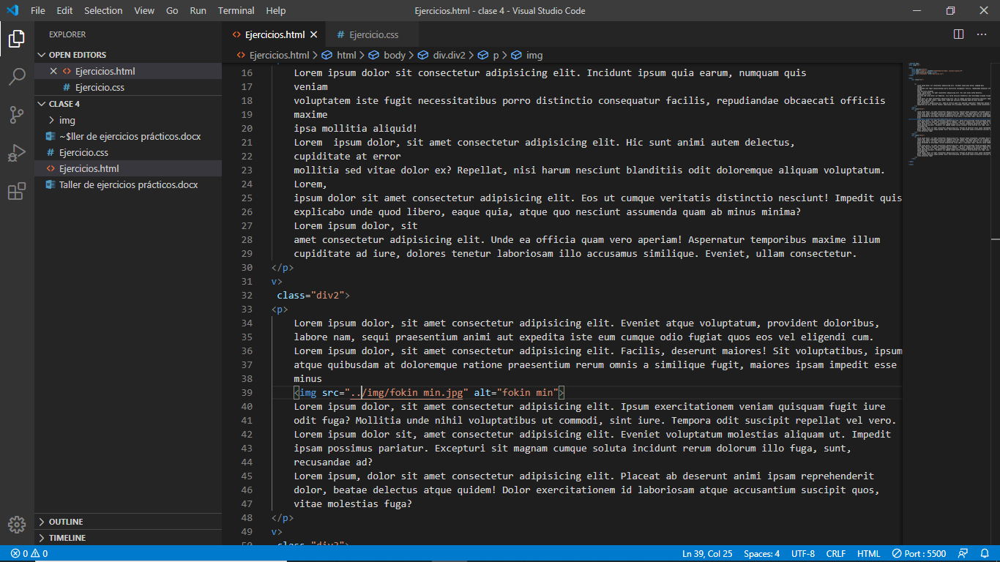 File Edit Selection View Go Run Terminal Help
Ejercicios.html - clase 4 - Visual Studio Code
EXPLORER
OPEN EDITORS
Ejercicios.html
Ejercicio.css
CLASE 4
img
~$ller de ejercicios prácticos.docx
Ejercicio.css
Ejercicios.html
Taller de ejercicios prácticos.docx
OUTLINE
TIMELINE
Ejercicios.html
Ejercicio.css
Ejercicios.html > html > body > div.div2 > p > img
16 Lorem ipsum dolor sit consectetur adipisicing elit. Incidunt ipsum quia earum, numquam quis
17 veniam
18 voluptatem iste fugit necessitatibus porro distinctio consequatur facilis, repudiandae obcaecati officiis
19 maxime
20 ipsa mollitia aliquid!
21 Lorem  ipsum dolor, sit amet consectetur adipisicing elit. Hic sunt animi autem delectus,
22 cupiditate at error
23 mollitia sed vitae dolor ex? Repellat, nisi harum nesciunt blanditiis odit doloremque aliquam voluptatum.
24 Lorem,
25 ipsum dolor sit amet consectetur adipisicing elit. Eos ut cumque veritatis distinctio nesciunt! Impedit quis
26 explicabo unde quod libero, eaque quia, atque quo nesciunt assumenda quam ab minus minima?
27 Lorem ipsum dolor, sit
28 amet consectetur adipisicing elit. Unde ea officia quam vero aperiam! Aspernatur temporibus maxime illum
29 cupiditate ad iure, dolores tenetur laboriosam illo accusamus similique. Eveniet, ullam consectetur.
30 </p>
31 v>
32 class="div2">
33 <p>
34 Lorem ipsum dolor, sit amet consectetur adipisicing elit. Eveniet atque voluptatum, provident doloribus,
35 labore nam, sequi praesentium animi aut expedita iste eum cumque odio fugiat quos eos vel eligendi cum.
36 Lorem ipsum dolor, sit amet consectetur adipisicing elit. Facilis, deserunt maiores! Sit voluptatibus, ipsum
37 atque quibusdam at doloremque ratione praesentium rerum omnis a similique fugit, maiores ipsam impedit esse
38 minus
39 <img src="../img/fokin min.jpg" alt="fokin min">
40 Lorem ipsum dolor, sit amet consectetur adipisicing elit. Ipsum exercitationem veniam quisquam fugit iure
41 odit fuga? Mollitia unde nihil voluptatibus ut commodi, sint iure. Tempora odit suscipit repellat vel vero.
42 Lorem ipsum dolor sit, amet consectetur adipisicing elit. Eveniet voluptatum molestias aliquam ut. Impedit
43 ipsam possimus pariatur. Excepturi sit magnam cumque soluta incidunt rerum dolorum illo fuga, sunt,
44 recusandae ad?
45 Lorem ipsum, dolor sit amet consectetur adipisicing elit. Placeat ab deserunt animi ipsam reprehenderit
46 dolor, beatae delectus atque quidem! Dolor exercitationem id laboriosam atque accusantium suscipit quos,
47 vitae molestias fuga?
48 </p>
49 v>
0 0
Ln 39, Col 25 Spaces: 4 UTF-8 CRLF HTML Port : 5500